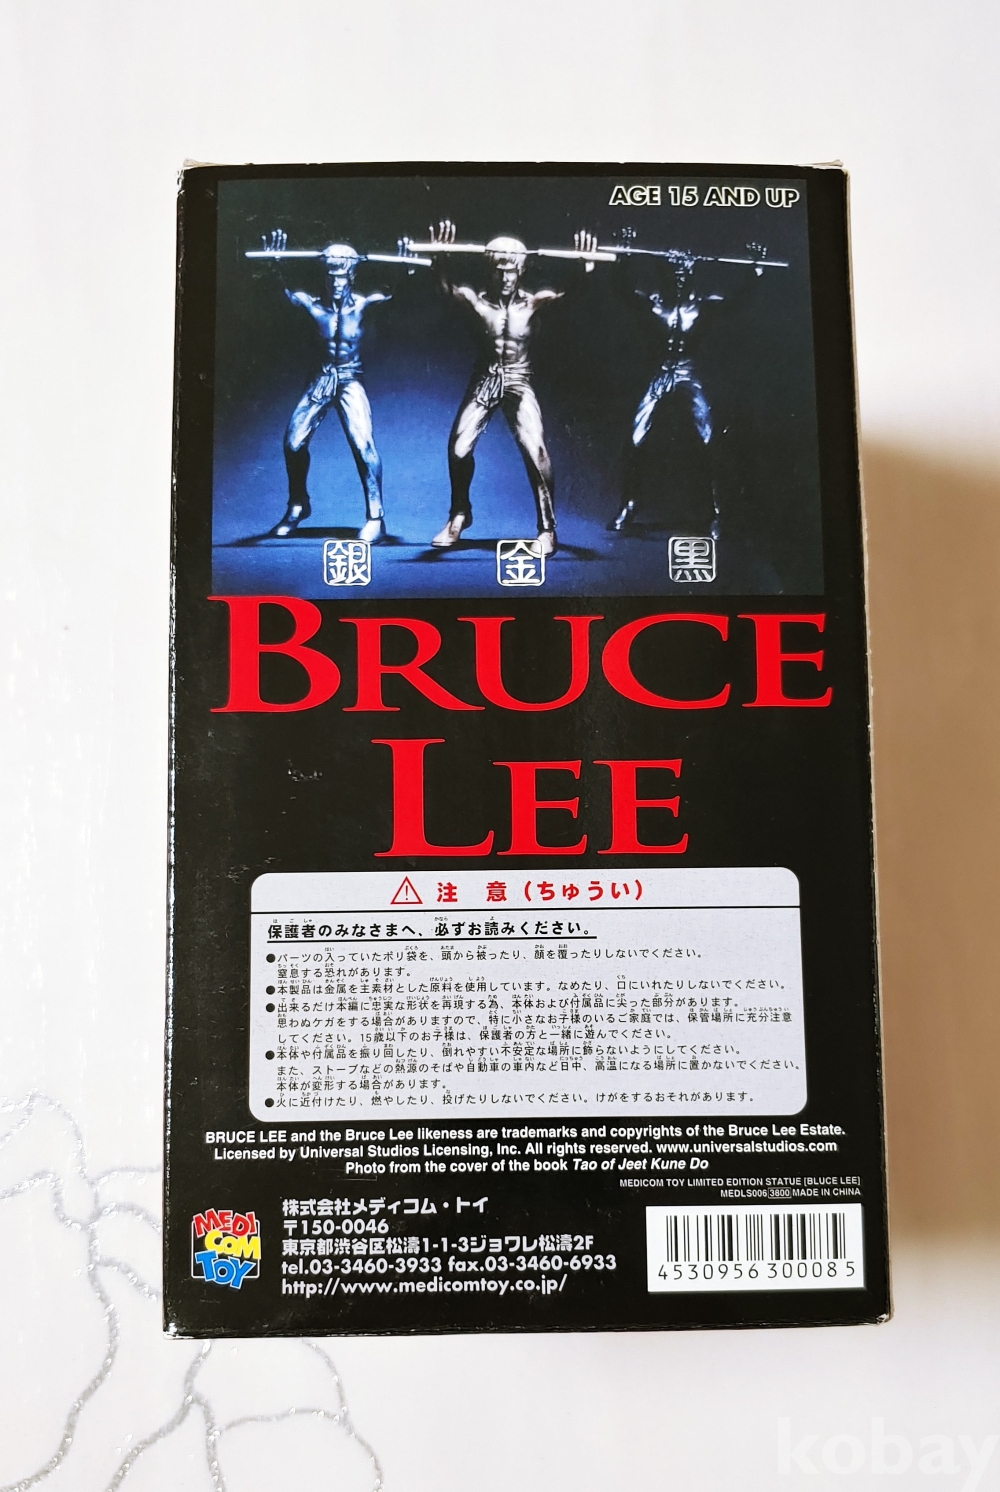 AGE 15 AND UP
銀 金 黒
BRUCE
LEE
注 意(ちゅうい)
保護者のみなさまへ、必ずお読みください。
●パーツの入っていたポリ袋を、頭から被ったり、顔を覆ったりしないでください。
窒息する恐れがあります。
●本製品は金属を主素材とした原料を使用しています。なめたり、口にいれたりしないでください。
●出来るだけ本編に忠実な形状を再現する為、本体および付属品に尖った部分があります。
思わぬケガをする場合がありますので、特に小さなお子様のいるご家庭では、保管場所に充分注意
してください。15歳以下のお子様は、保護者の方と一緒に遊んでください。
●本体や付属品を振り回したり、倒れやすい不安定な場所に飾らないようにしてください。
また、ストーブなどの熱源のそばや自動車の車内など日中、高温になる場所に置かないでください。
本体が変形する場合があります。
●火に近付けたり、燃やしたり、投げたりしないでください。けがをするおそれがあります。
BRUCE LEE and the Bruce Lee likeness are trademarks and copyrights of the Bruce Lee Estate.
Licensed by Universal Studios Licensing, Inc. All rights reserved. www.universalstudios.com
Photo from the cover of the book Tao of Jeet Kune Do
MEDICOM TOY LIMITED EDITION STATUE [BLUCE LEE]
MEDLS006 3800 MADE IN CHINA
MEDI
COM
TOY
株式会社メディコム・トイ
〒150-0046
東京都渋谷区松濤1-1-3ジョワレ松濤2F
tel.03-3460-3933 fax.03-3460-6933
http://www.medicomtoy.co.jp/
4530956300085
kobay